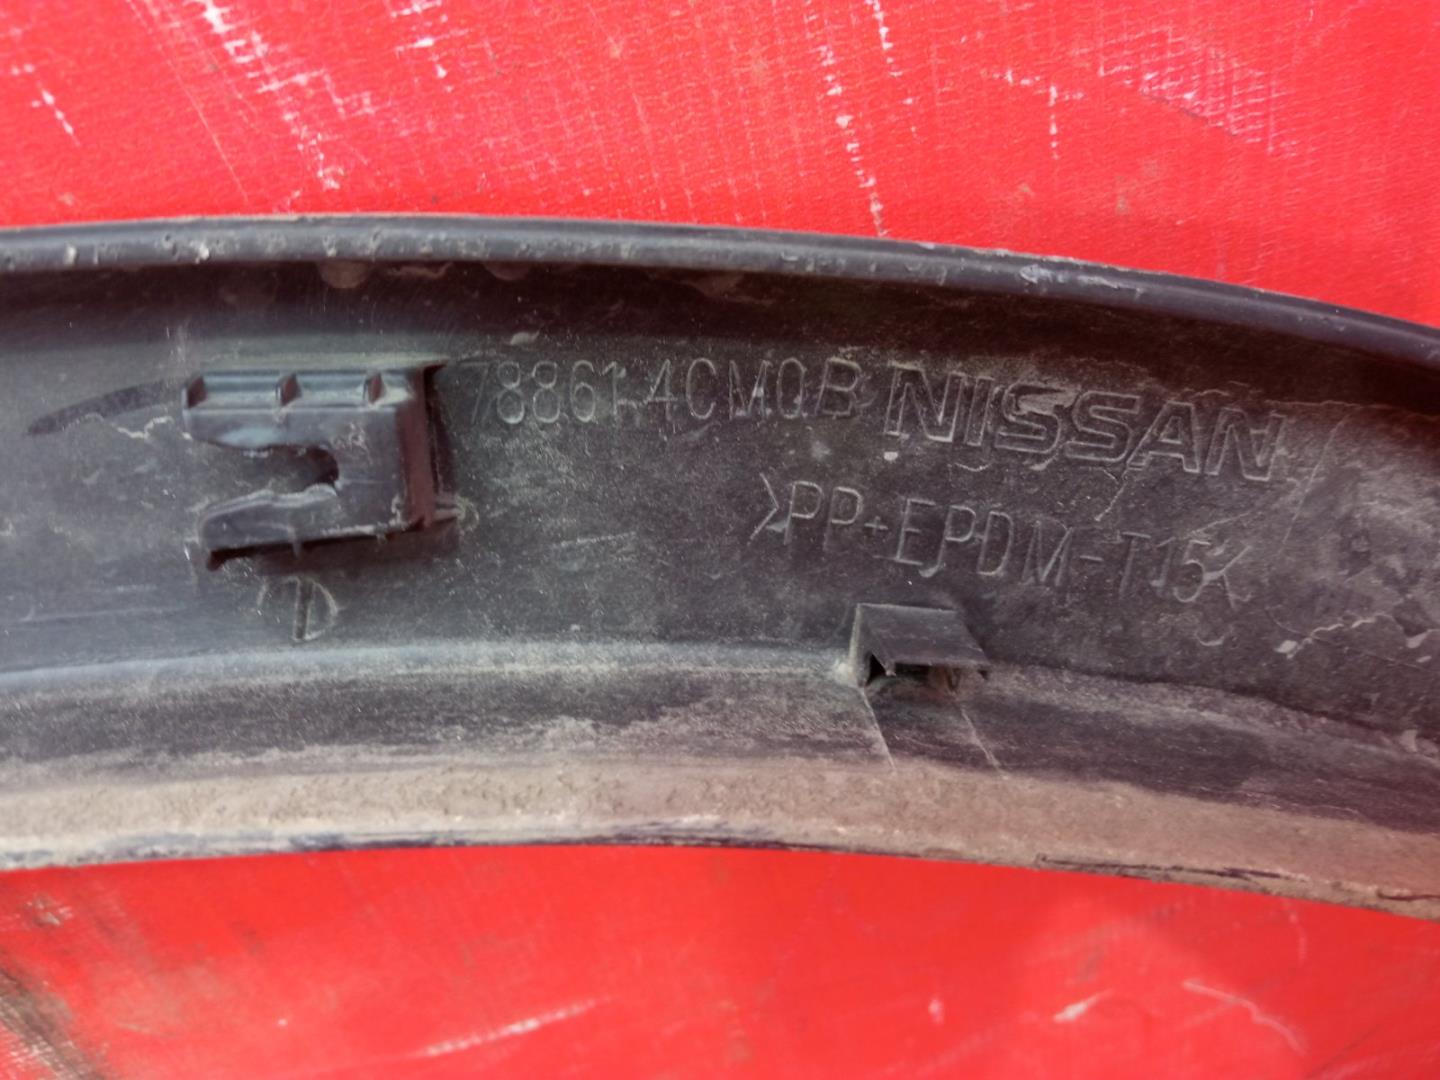 78861 4CM0B NISSAN
>PP+EPDM-T15<